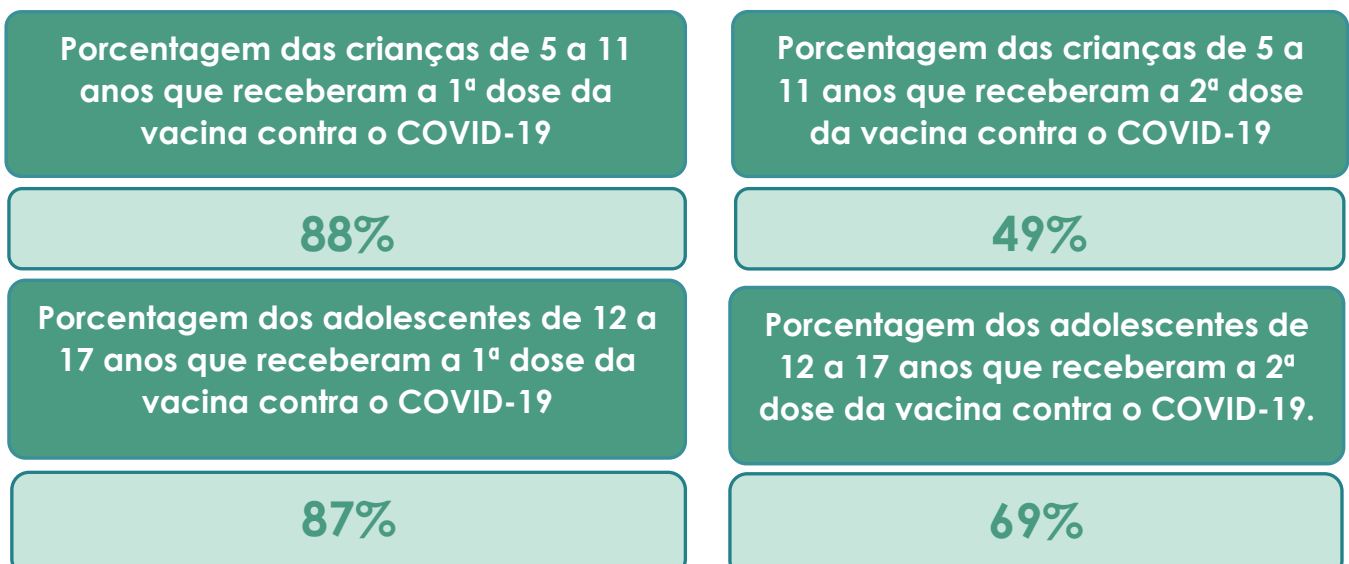 Porcentagem das crianças de 5 a 11
anos que receberam a 1ª dose da
vacina contra o COVID-19
88%
Porcentagem das crianças de 5 a
11 anos que receberam a 2ª dose
da vacina contra o COVID-19
49%
Porcentagem dos adolescentes de 12 a
17 anos que receberam a 1ª dose da
vacina contra o COVID-19
87%
Porcentagem dos adolescentes de
12 a 17 anos que receberam a 2ª
dose da vacina contra o COVID-19.
69%